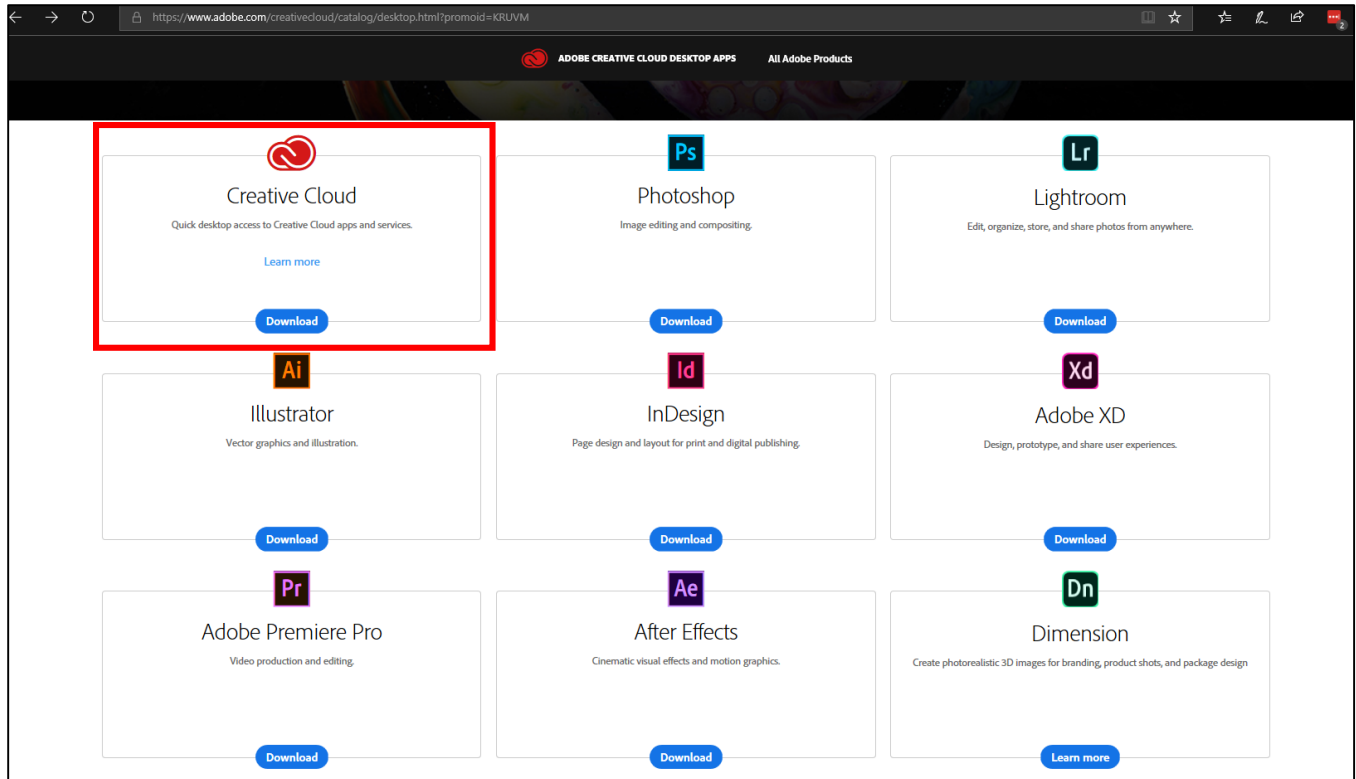 https://www.adobe.com/creativecloud/catalog/desktop.html?promoid=KRUVM
2
ADOBE CREATIVE CLOUD DESKTOP APPS All Adobe Products
Creative Cloud
Quick desktop access to Creative Cloud apps and services.
Learn more
Download
Ps
Photoshop
Image editing and compositing.
Download
Lr
Lightroom
Edit, organize, store, and share photos from anywhere.
Download
Ai
Illustrator
Vector graphics and illustration.
Download
Id
InDesign
Page design and layout for print and digital publishing.
Download
Xd
Adobe XD
Design, prototype, and share user experiences.
Download
Pr
Adobe Premiere Pro
Video production and editing.
Download
Ae
After Effects
Cinematic visual effects and motion graphics.
Download
Dn
Dimension
Create photorealistic 3D images for branding, product shots, and package design
Learn more